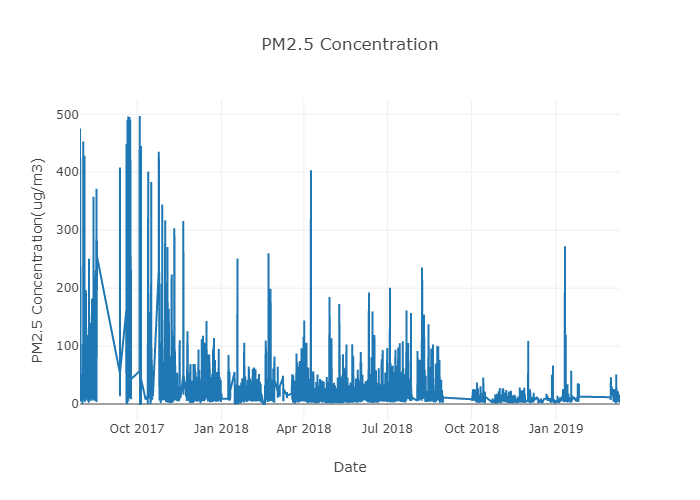 PM2.5 Concentration
PM2.5 Concentration(ug/m3)
500
400
300
200
100
0
Oct 2017
Jan 2018
Apr 2018
Jul 2018
Oct 2018
Jan 2019
Date